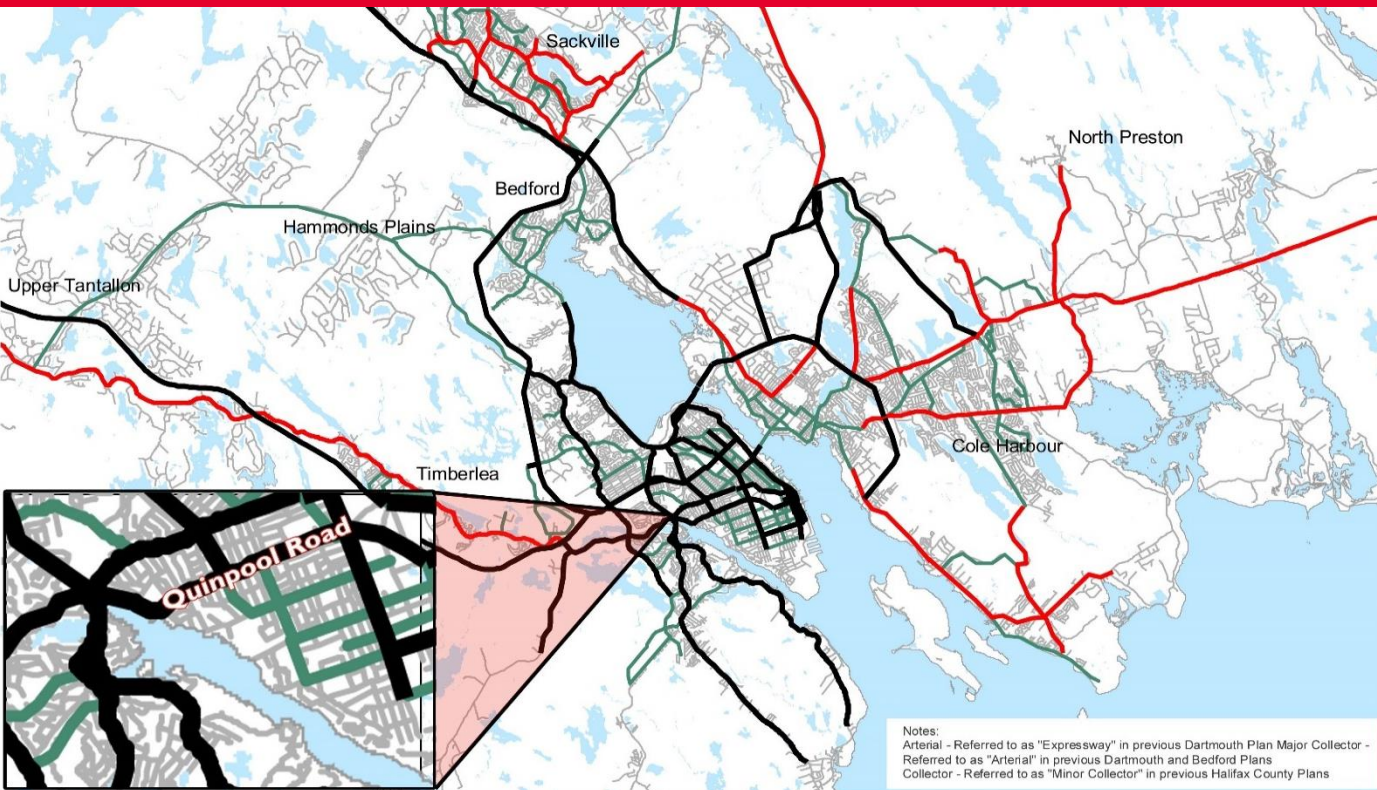 Sackville
North Preston
Bedford
Hammonds Plains
Upper Tantallon
Cole Harbour
Timberlea
Quinpool Road
Notes:
Arterial - Referred to as "Expressway" in previous Dartmouth Plan Major Collector -
Referred to as "Arterial" in previous Dartmouth and Bedford Plans
Collector - Referred to as "Minor Collector" in previous Halifax County Plans